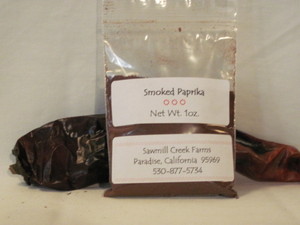 Smoked Paprika
Net Wt. 1oz.
Sawmill Creek Farms
Paradise, California 95969
530-877-5734